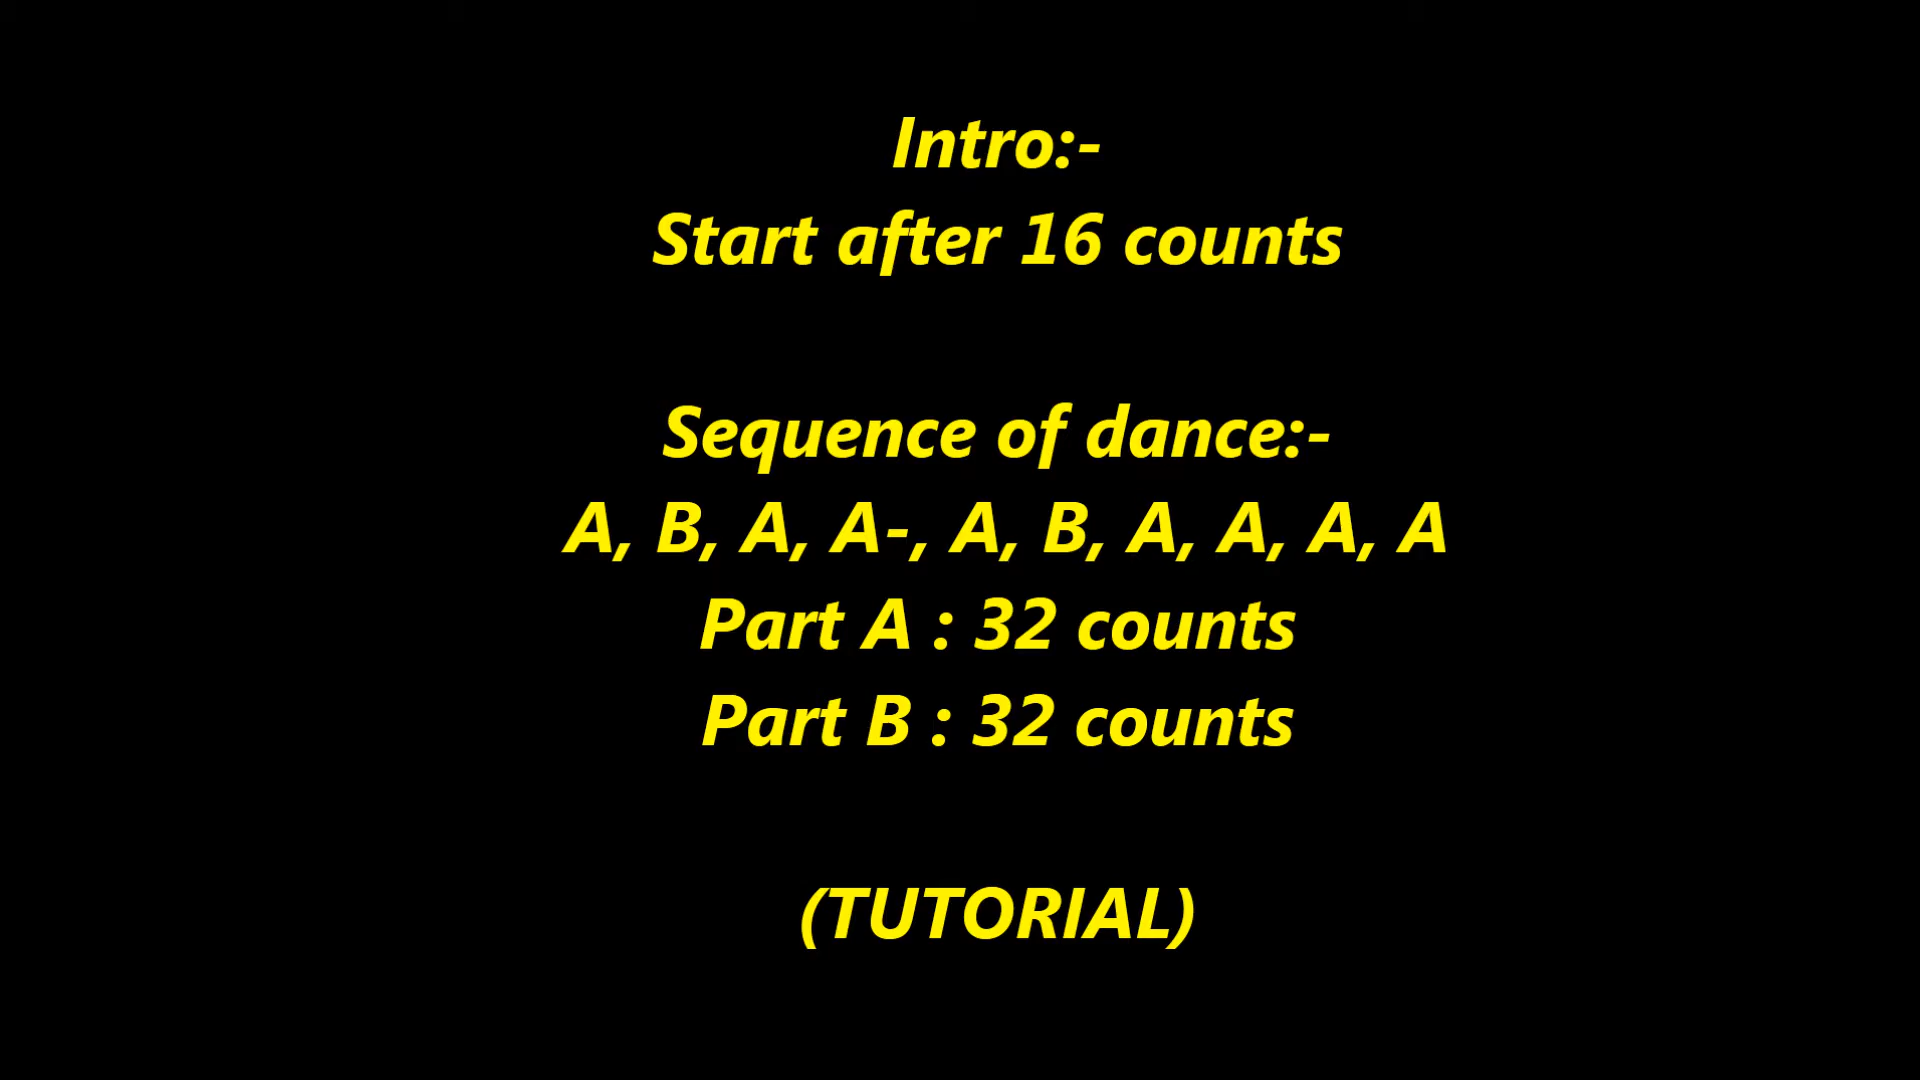 Intro:-
Start after 16 counts
Sequence of dance:-
A, B, A, A-, A, B, A, A, A, A
Part A : 32 counts
Part B : 32 counts
(TUTORIAL)